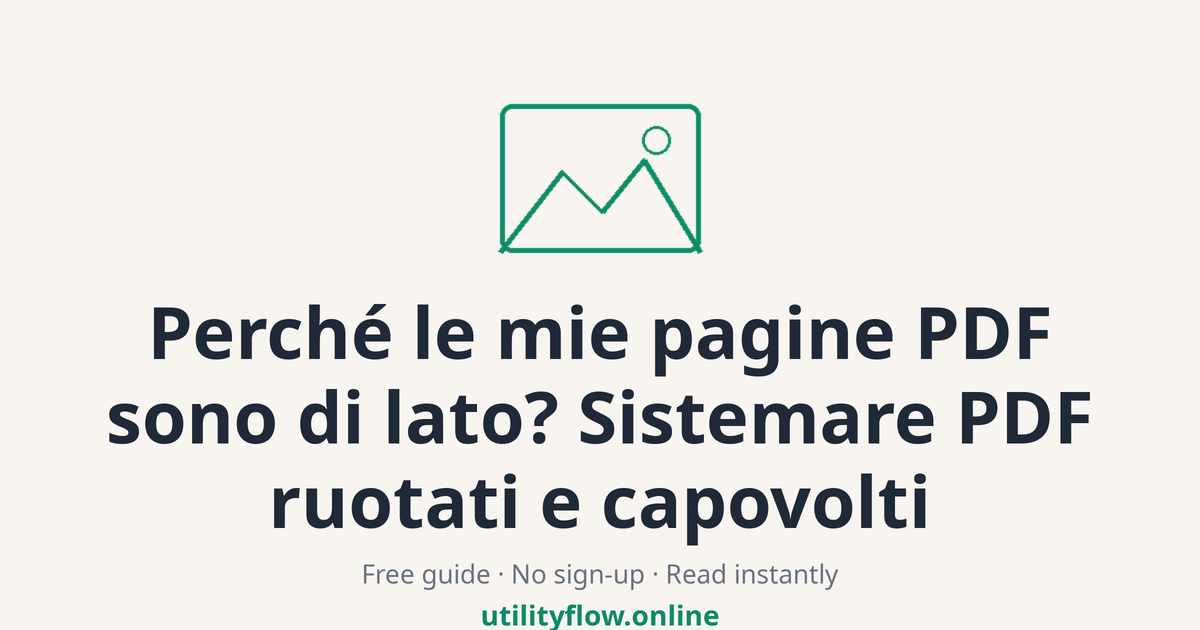 Perché le mie pagine PDF
sono di lato? Sistemare PDF
ruotati e capovolti
Free guide · No sign-up · Read instantly
utilityflow.online